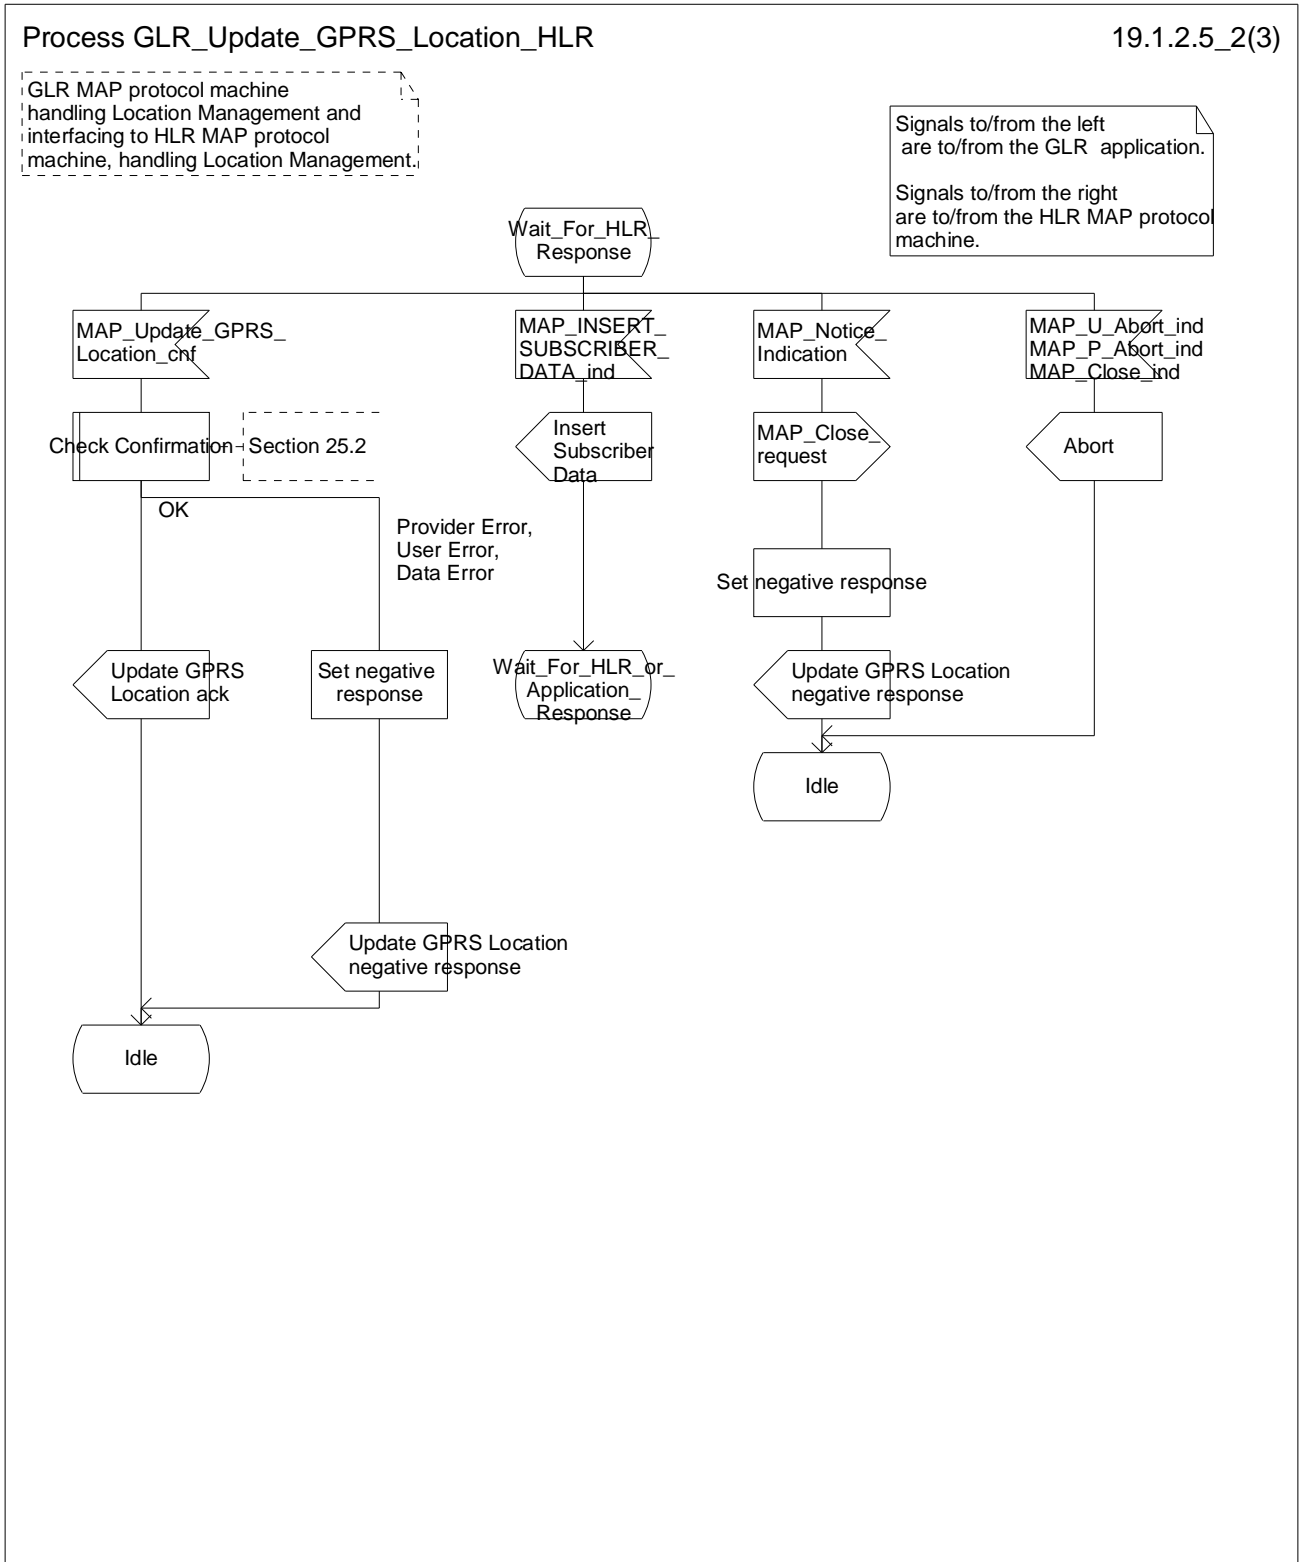 Process GLR_Update_GPRS_Location_HLR
19.1.2.5_2(3)
GLR MAP protocol machine
handling Location Management and
interfacing to HLR MAP protocol
machine, handling Location Management.
Signals to/from the left
are to/from the GLR application.
Signals to/from the right
are to/from the HLR MAP protocol
machine.
Wait_For_HLR_
Response
MAP_Update_GPRS_
Location_cnf
MAP_INSERT_
SUBSCRIBER_
DATA_ind
MAP_Notice_
Indication
MAP_U_Abort_ind
MAP_P_Abort_ind
MAP_Close_ind
Check Confirmation
Section 25.2
Insert
Subscriber
Data
MAP_Close_
request
Abort
OK
Provider Error,
User Error,
Data Error
Set negative response
Update GPRS
Location ack
Set negative
response
Wait_For_HLR_or_
Application_
Response
Update GPRS Location
negative response
Idle
Update GPRS Location
negative response
Idle